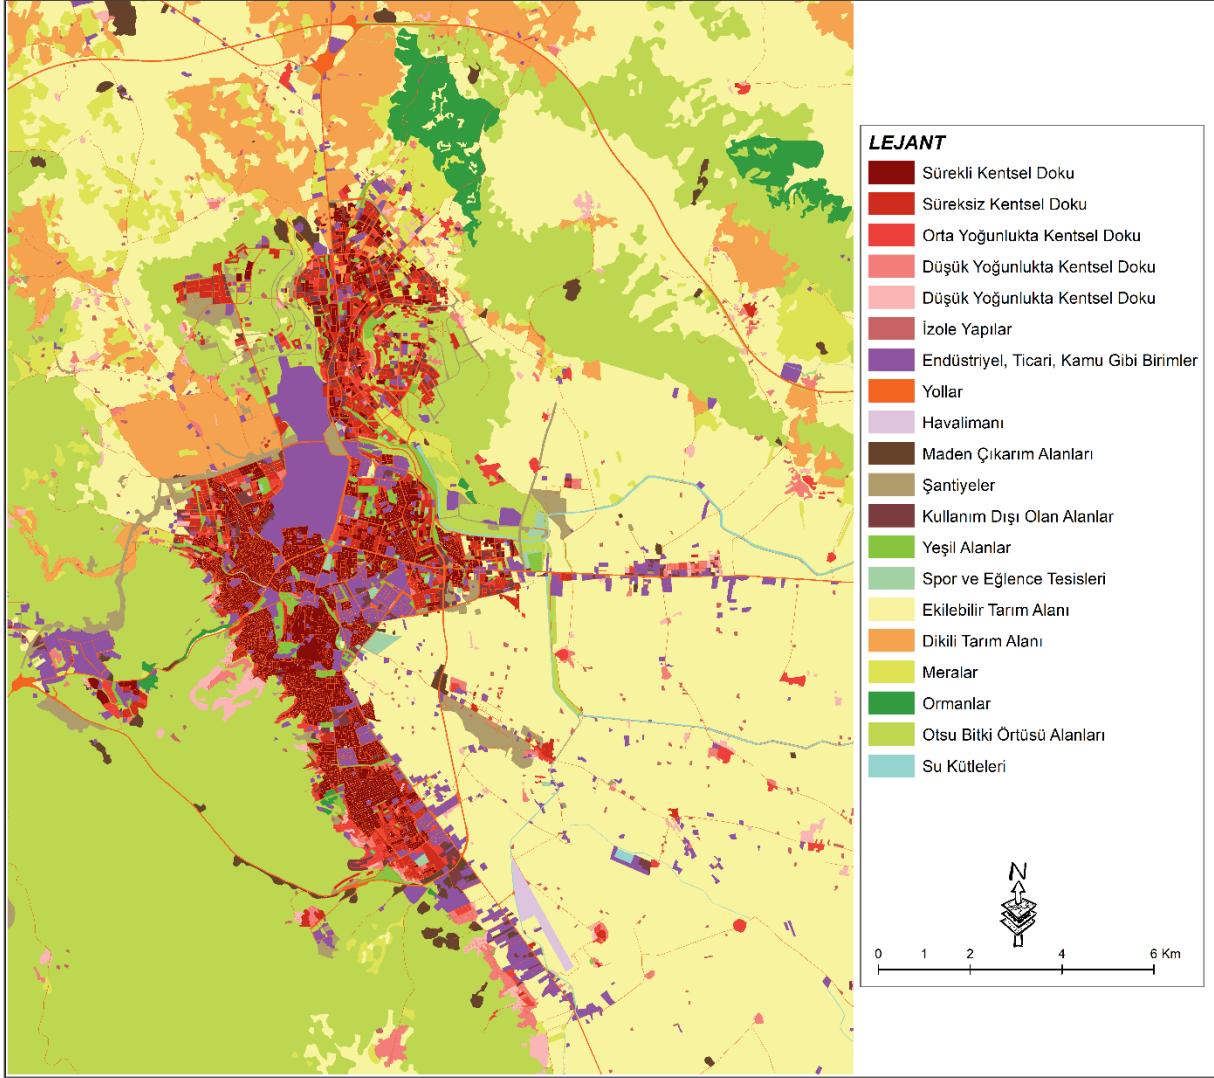 LEJANT
Sürekli Kentsel Doku
Süreksiz Kentsel Doku
Orta Yoğunlukta Kentsel Doku
Düşük Yoğunlukta Kentsel Doku
Düşük Yoğunlukta Kentsel Doku
İzole Yapılar
Endüstriyel, Ticari, Kamu Gibi Birimler
Yollar
Havalimanı
Maden Çıkarım Alanları
Şantiyeler
Kullanım Dışı Olan Alanlar
Yeşil Alanlar
Spor ve Eğlence Tesisleri
Ekilebilir Tarım Alanı
Dikili Tarım Alanı
Meralar
Ormanlar
Otsu Bitki Örtüsü Alanları
Su Kütleleri
N
0 1 2 4 6 Km